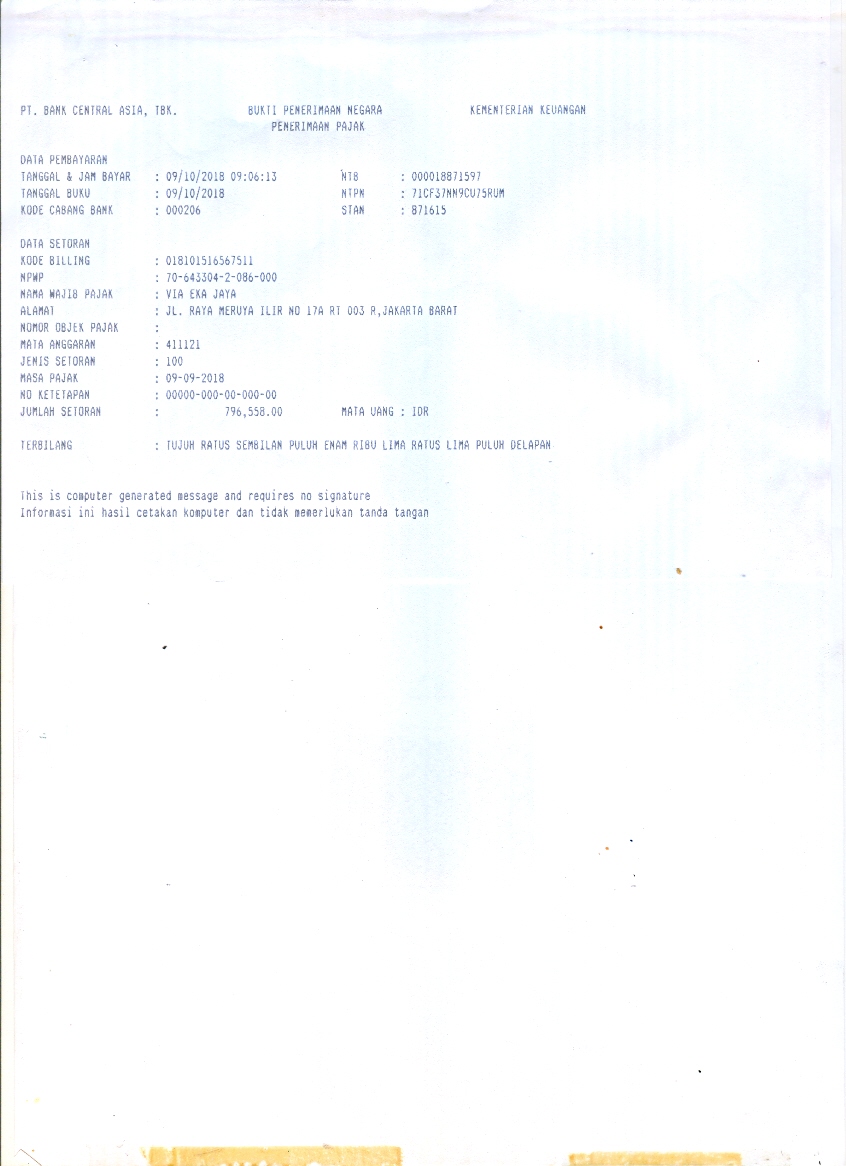 PT. BANK CENTRAL ASIA, TBK. BUKTI PENERIMAAN NEGARA KEMENTERIAN KEUANGAN
PENERIMAAN PAJAK
DATA PEMBAYARAN
TANGGAL & JAM BAYAR : 09/10/2018 09:06:13 NTB : 000018871597
TANGGAL BUKU : 09/10/2018 NTPN : 71CF37NN9CU75RUM
KODE CABANG BANK : 000206 STAN : 871615
DATA SETORAN
KODE BILLING : 018101516567511
NPWP : 70-643304-2-086-000
NAMA WAJIB PAJAK : VIA EKA JAYA
ALAMAT : JL. RAYA MERUYA ILIR NO 17A RT 003 R,JAKARTA BARAT
NOMOR OBJEK PAJAK :
MATA ANGGARAN : 411121
JENIS SETORAN : 100
MASA PAJAK : 09-09-2018
NO KETETAPAN : 00000-000-00-000-00
JUMLAH SETORAN : 796,558.00 MATA UANG : IDR
TERBILANG : TUJUH RATUS SEMBILAN PULUH ENAM RIBU LIMA RATUS LIMA PULUH DELAPAN
This is computer generated message and requires no signature
Informasi ini hasil cetakan komputer dan tidak memerlukan tanda tangan